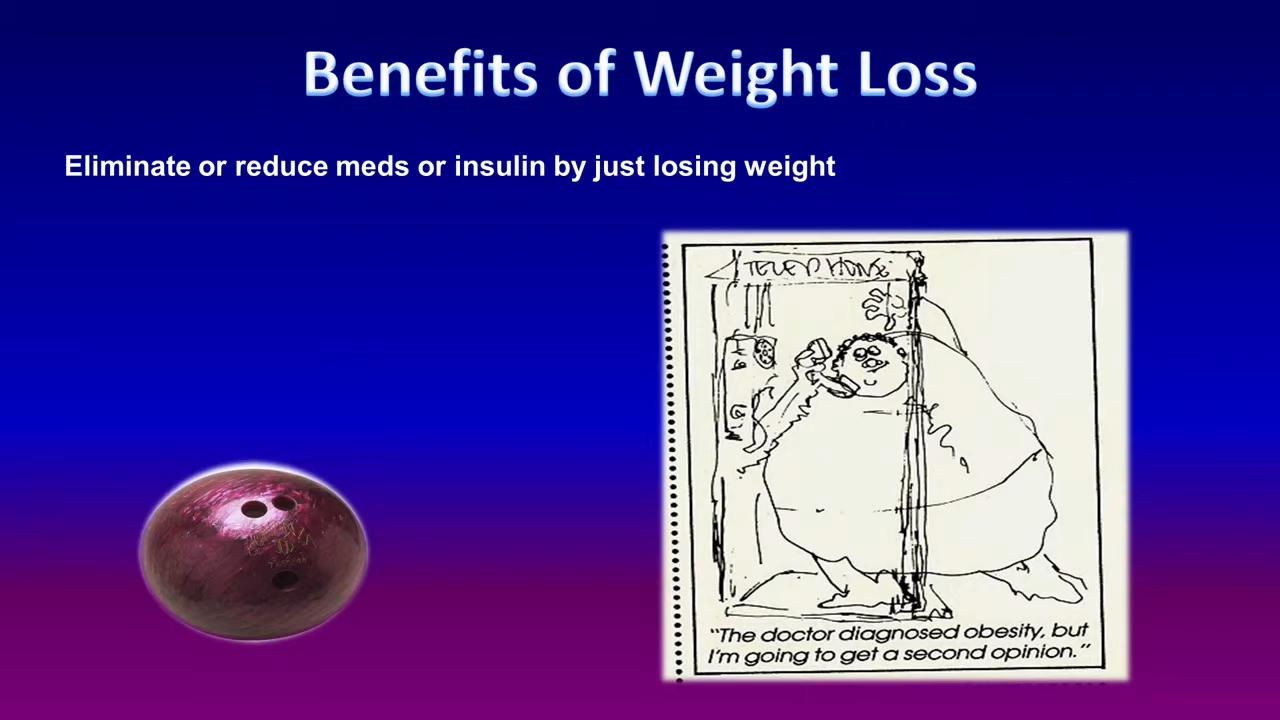 Benefits of Weight Loss
Eliminate or reduce meds or insulin by just losing weight
TELEPHONE
"The doctor diagnosed obesity, but
I'm going to get a second opinion."